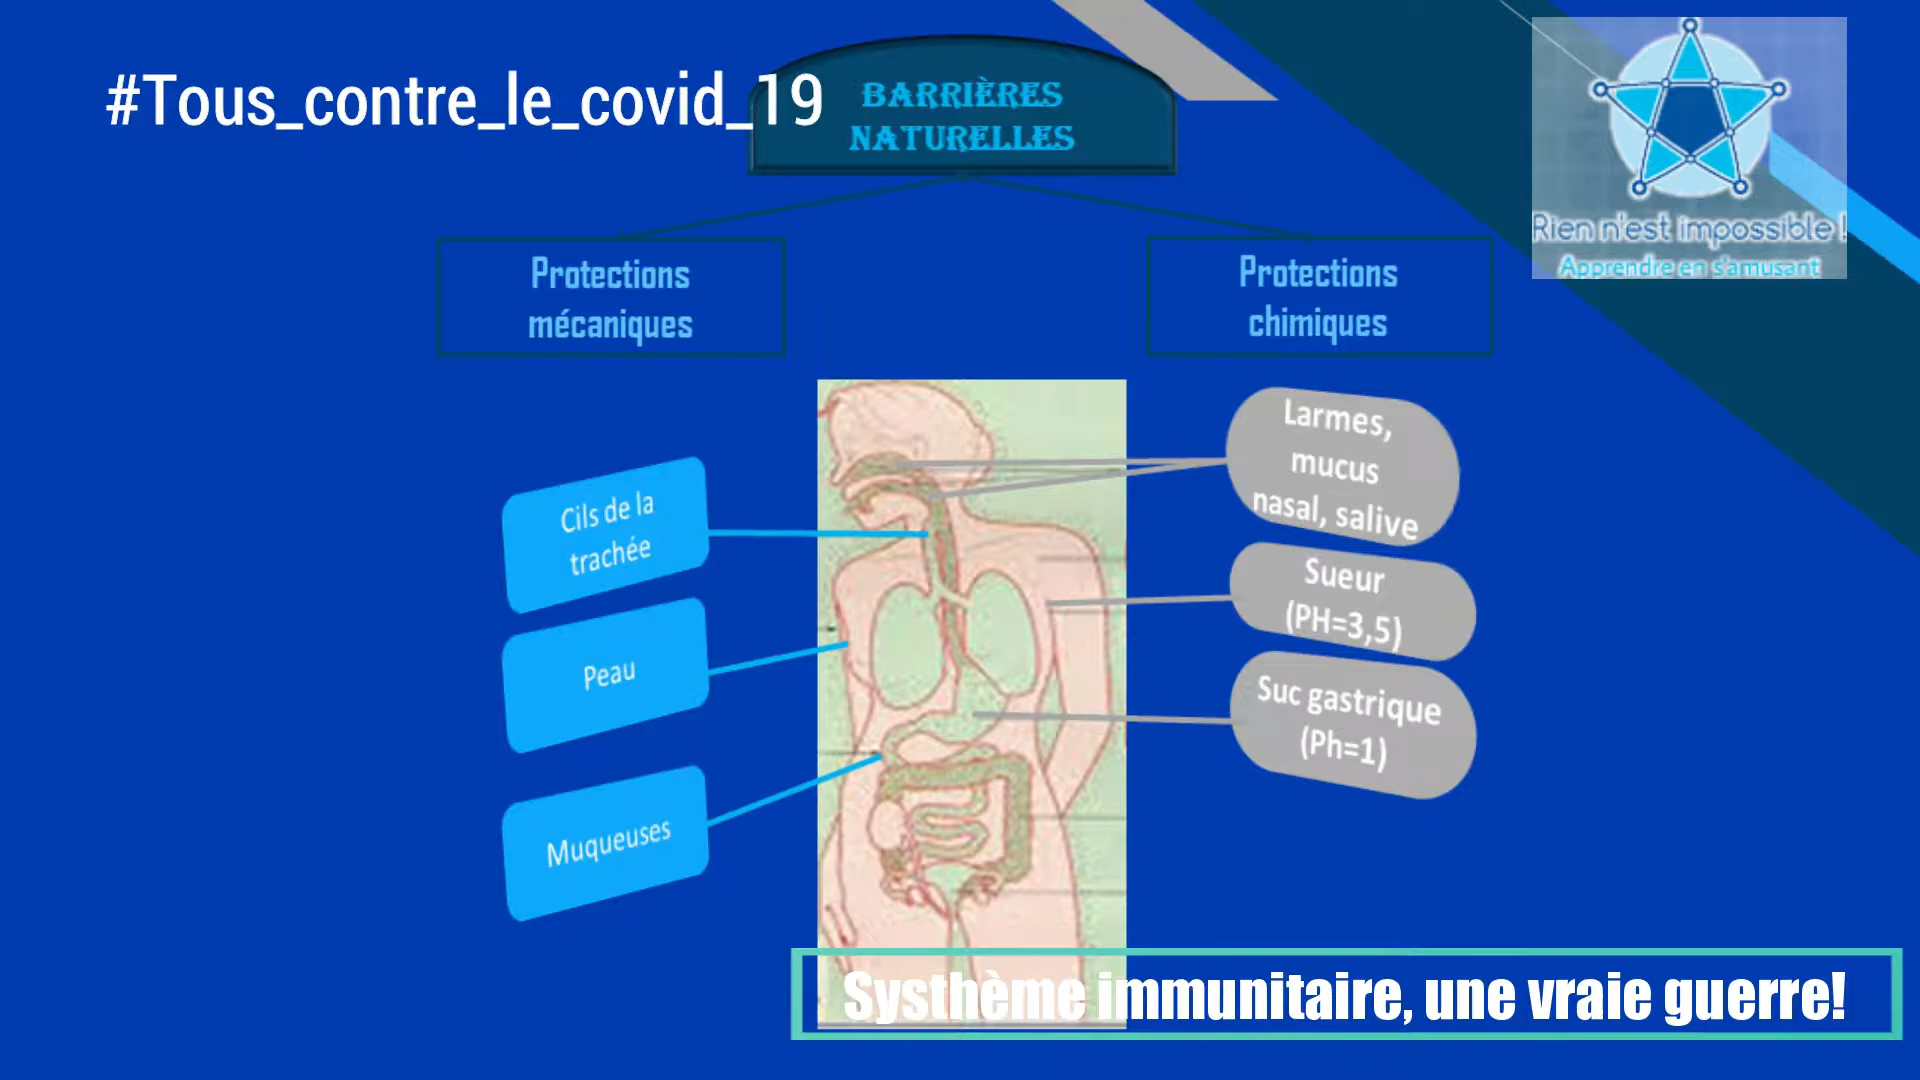 #Tous_contre_le_covid_19
BARRIÈRES
NATURELLES
Rien n'est impossible !
Apprendre en s'amusant
Protections
mécaniques
Protections
chimiques
Cils de la
trachée
Peau
Muqueuses
Larmes,
mucus
nasal, salive
Sueur
(PH=3,5)
Suc gastrique
(Ph=1)
Systhème immunitaire, une vraie guerre!